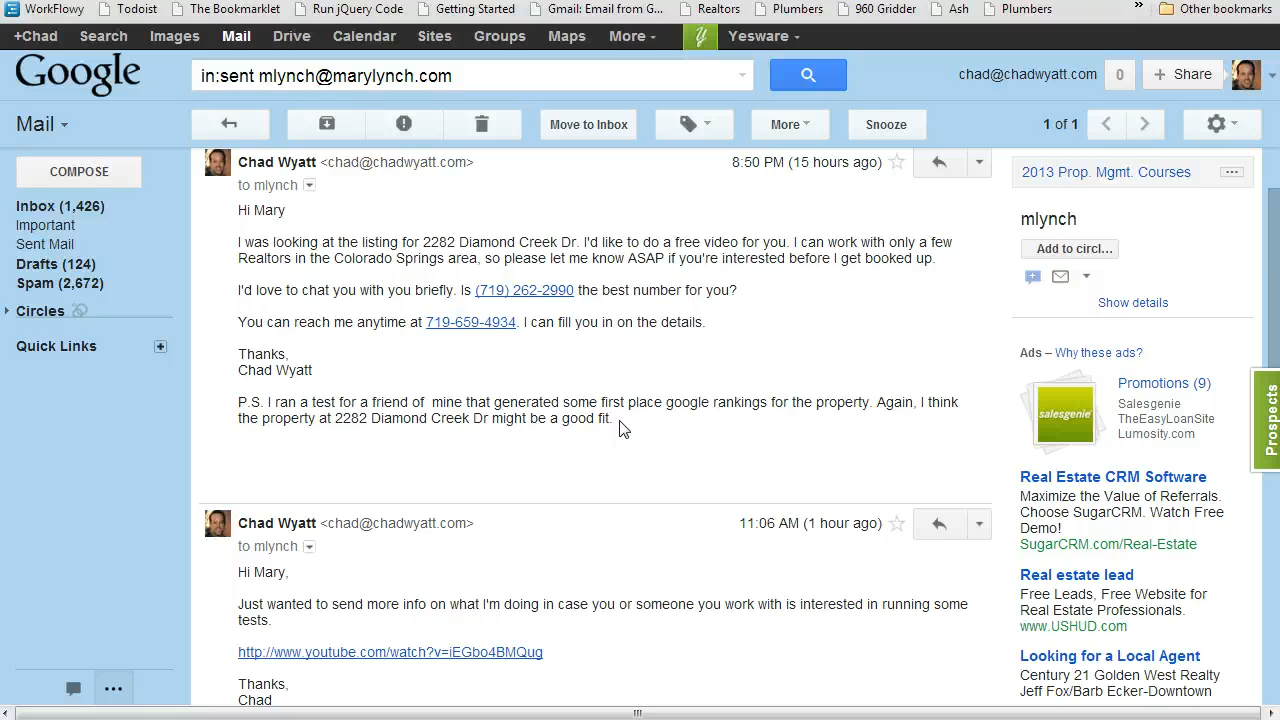 WorkFlowy Todoist The Bookmarklet Run jQuery Code Getting Started Gmail: Email from G... Realtors Plumbers 960 Gridder Ash Plumbers » Other bookmarks
+Chad Search Images Mail Drive Calendar Sites Groups Maps More Y Yesware
Google in:sent mlynch@marylynch.com chad@chadwyatt.com 0 + Share
Mail Move to Inbox More Snooze 1 of 1
COMPOSE
Inbox (1,426)
Important
Sent Mail
Drafts (124)
Spam (2,672)
Circles
Quick Links
Chad Wyatt <chad@chadwyatt.com> 8:50 PM (15 hours ago)
to mlynch
Hi Mary
I was looking at the listing for 2282 Diamond Creek Dr. I'd like to do a free video for you. I can work with only a few
Realtors in the Colorado Springs area, so please let me know ASAP if you're interested before I get booked up.
I'd love to chat you with you briefly. Is (719) 262-2990 the best number for you?
You can reach me anytime at 719-659-4934. I can fill you in on the details.
Thanks,
Chad Wyatt
P.S. I ran a test for a friend of mine that generated some first place google rankings for the property. Again, I think
the property at 2282 Diamond Creek Dr might be a good fit.
Chad Wyatt <chad@chadwyatt.com> 11:06 AM (1 hour ago)
to mlynch
Hi Mary,
Just wanted to send more info on what I'm doing in case you or someone you work with is interested in running some
tests.
http://www.youtube.com/watch?v=iEGbo4BMQug
Thanks,
Chad
2013 Prop. Mgmt. Courses
mlynch
Add to circl...
Show details
Ads – Why these ads?
salesgenie
Promotions (9)
Salesgenie
TheEasyLoanSite
Lumosity.com
Prospects
Real Estate CRM Software
Maximize the Value of Referrals.
Choose SugarCRM. Watch Free
Demo!
SugarCRM.com/Real-Estate
Real estate lead
Free Leads, Free Website for
Real Estate Professionals.
www.USHUD.com
Looking for a Local Agent
Century 21 Golden West Realty
Jeff Fox/Barb Ecker-Downtown